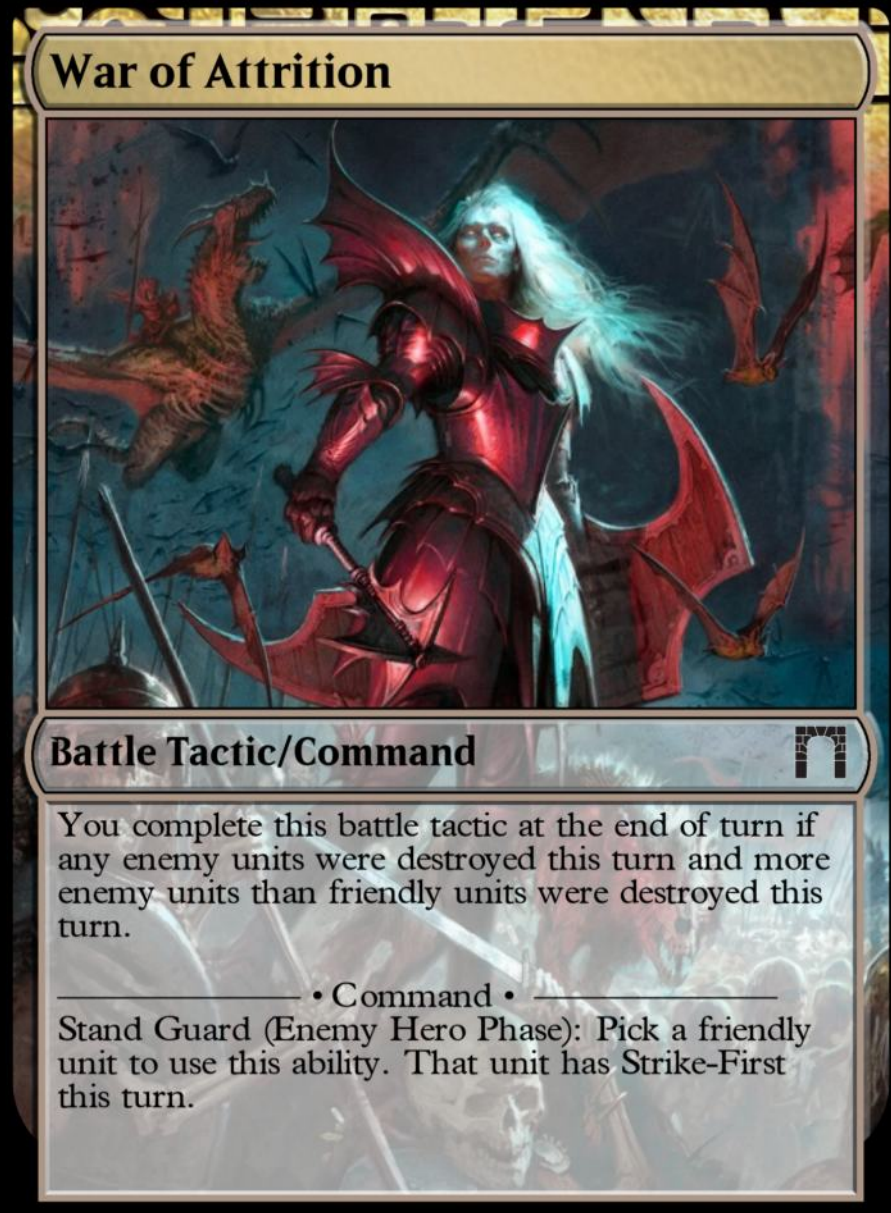 War of Attrition
Battle Tactic/Command
You complete this battle tactic at the end of turn if
any enemy units were destroyed this turn and more
enemy units than friendly units were destroyed this
turn.
• Command •
Stand Guard (Enemy Hero Phase): Pick a friendly
unit to use this ability. That unit has Strike-First
this turn.